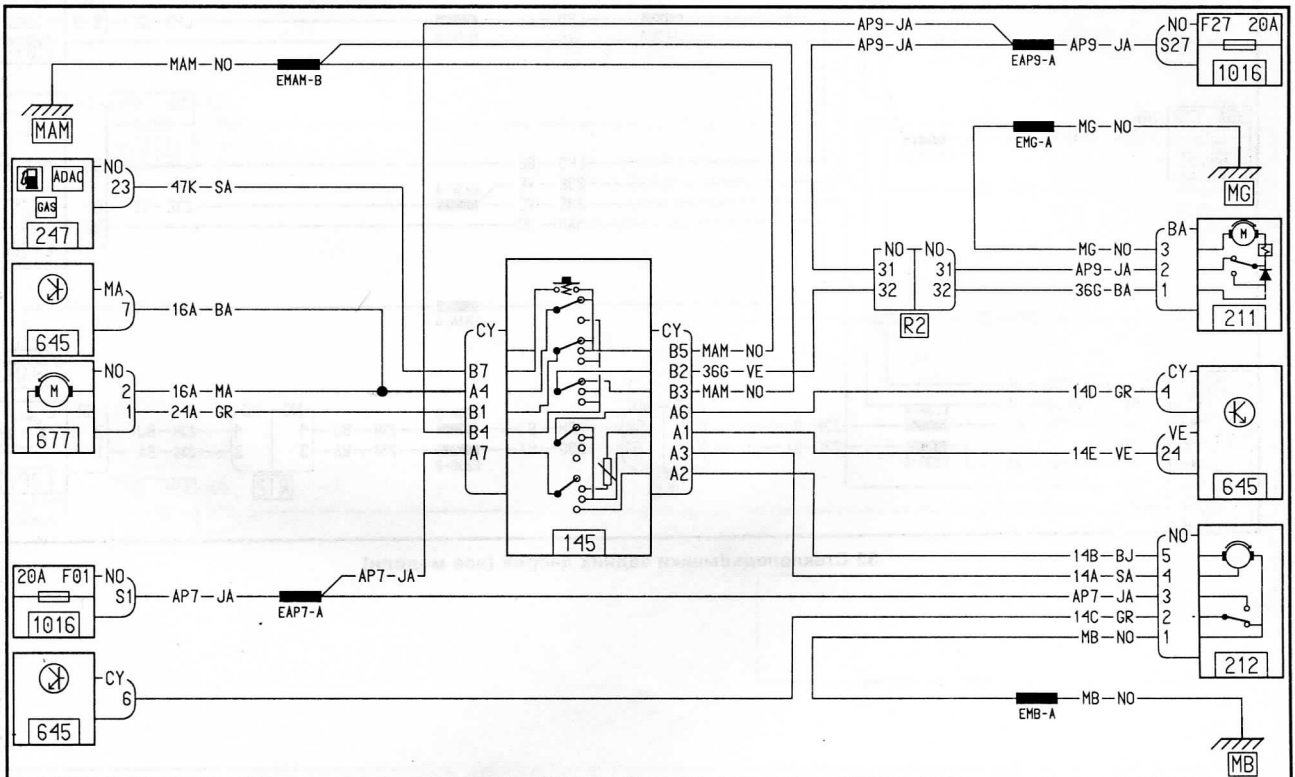 MAM—NO
EMAM-B
MAM
AP9—JA
AP9—JA
EAP9-A
AP9—JA
NO
S27
F27 20A
1016
MG—NO
EMG-A
MG
ADAC
GAS
247
NO
23
47K—SA
645
MA
7
16A—BA
M
677
NO
2
1
16A—MA
24A—GR
CY
B7
A4
B1
B4
A7
145
CY
B5
B2
B3
A6
A1
A3
A2
MAM—NO
36G—VE
MAM—NO
NO
31
32
NO
31
32
R2
MG—NO
AP9—JA
36G—BA
BA
3
2
1
M
211
14D—GR
CY
4
14E—VE
VE
24
645
20A F01
1016
NO
S1
AP7—JA
EAP7-A
AP7—JA
645
CY
6
14B—BJ
14A—SA
AP7—JA
14C—GR
MB—NO
NO
5
4
3
2
1
212
EMB-A
MB—NO
MB